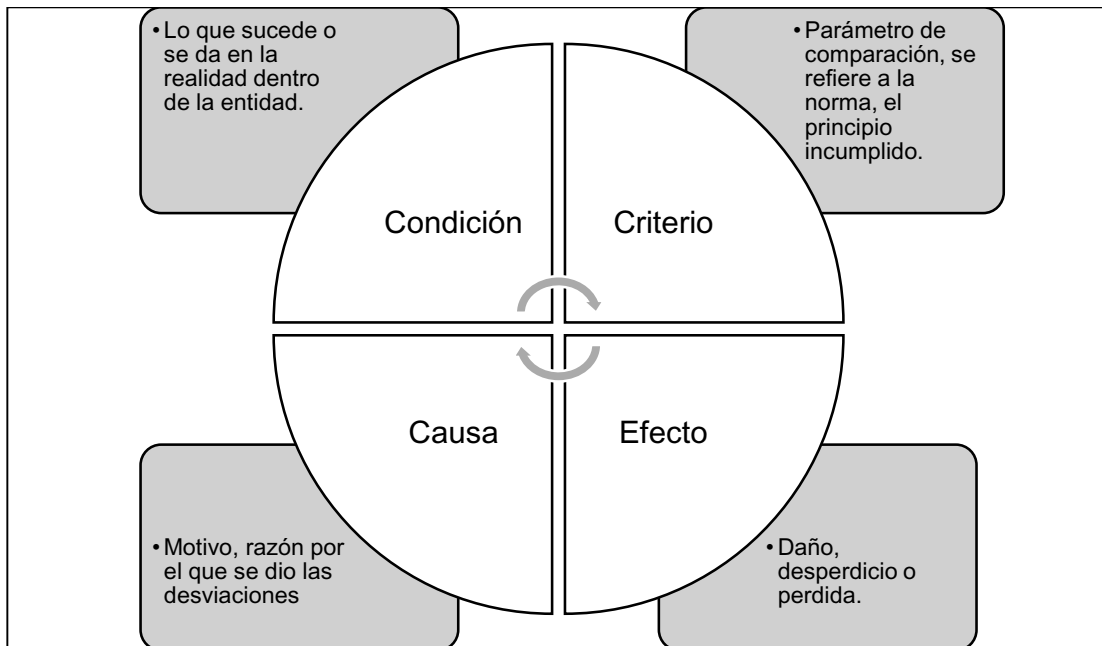 • Lo que sucede o
se da en la
realidad dentro
de la entidad.
• Parámetro de
comparación, se
refiere a la
norma, el
principio
incumplido.
Condición
Criterio
Causa
Efecto
• Motivo, razón por
el que se dio las
desviaciones
• Daño,
desperdicio o
perdida.